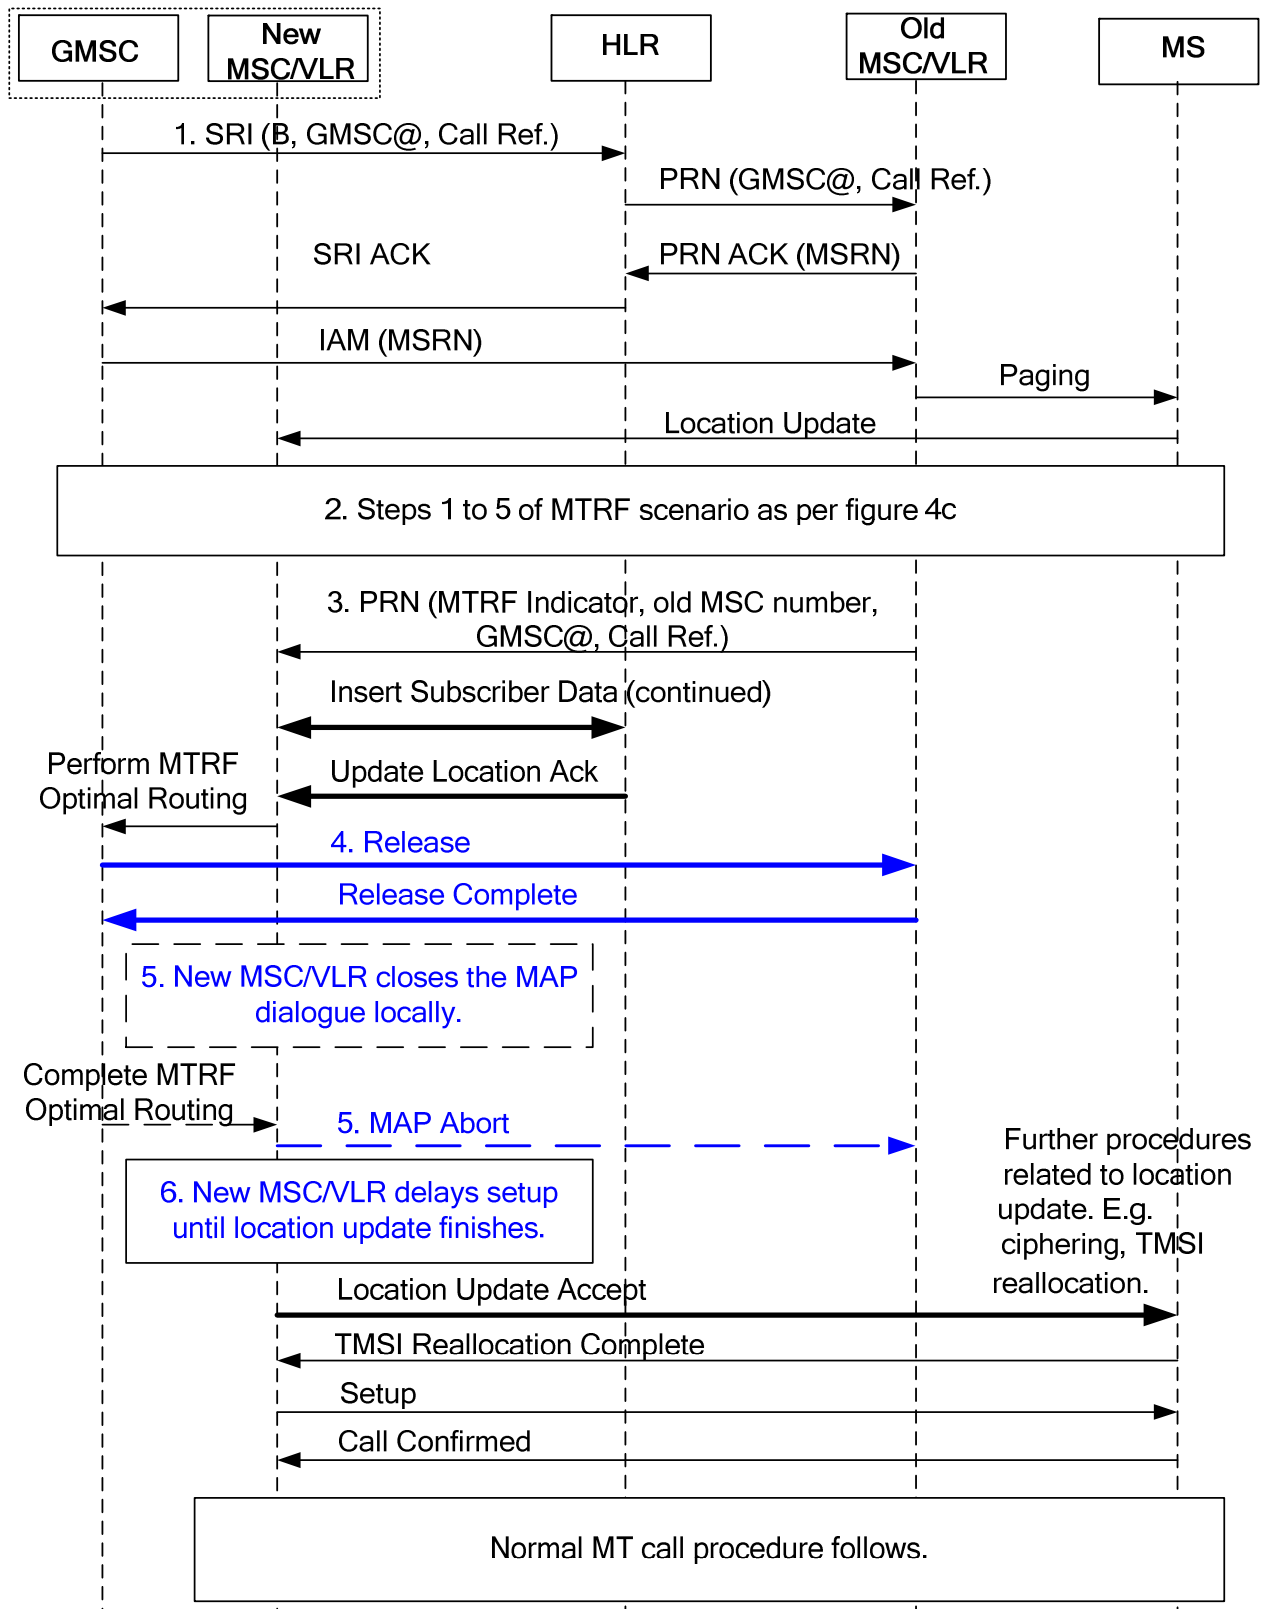 GMSC
New
MSC/VLR
HLR
Old
MSC/VLR
MS
1. SRI (B, GMSC@, Call Ref.)
PRN (GMSC@, Call Ref.)
SRI ACK
PRN ACK (MSRN)
IAM (MSRN)
Paging
Location Update
2. Steps 1 to 5 of MTRF scenario as per figure 4c
3. PRN (MTRF Indicator, old MSC number,
GMSC@, Call Ref.)
Insert Subscriber Data (continued)
Perform MTRF
Optimal Routing
Update Location Ack
4. Release
Release Complete
5. New MSC/VLR closes the MAP
dialogue locally.
Complete MTRF
Optimal Routing
5. MAP Abort
Further procedures
related to location
update. E.g.
ciphering, TMSI
reallocation.
6. New MSC/VLR delays setup
until location update finishes.
Location Update Accept
TMSI Reallocation Complete
Setup
Call Confirmed
Normal MT call procedure follows.